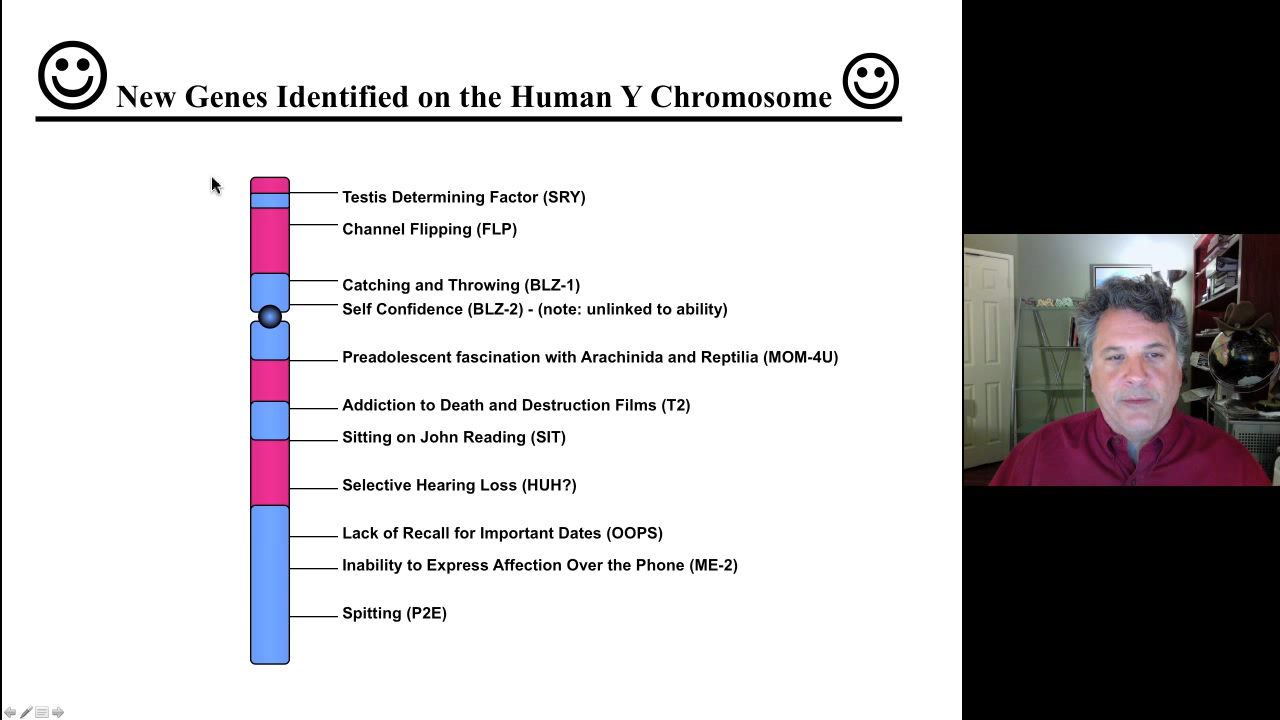 New Genes Identified on the Human Y Chromosome
Testis Determining Factor (SRY)
Channel Flipping (FLP)
Catching and Throwing (BLZ-1)
Self Confidence (BLZ-2) - (note: unlinked to ability)
Preadolescent fascination with Arachinida and Reptilia (MOM-4U)
Addiction to Death and Destruction Films (T2)
Sitting on John Reading (SIT)
Selective Hearing Loss (HUH?)
Lack of Recall for Important Dates (OOPS)
Inability to Express Affection Over the Phone (ME-2)
Spitting (P2E)